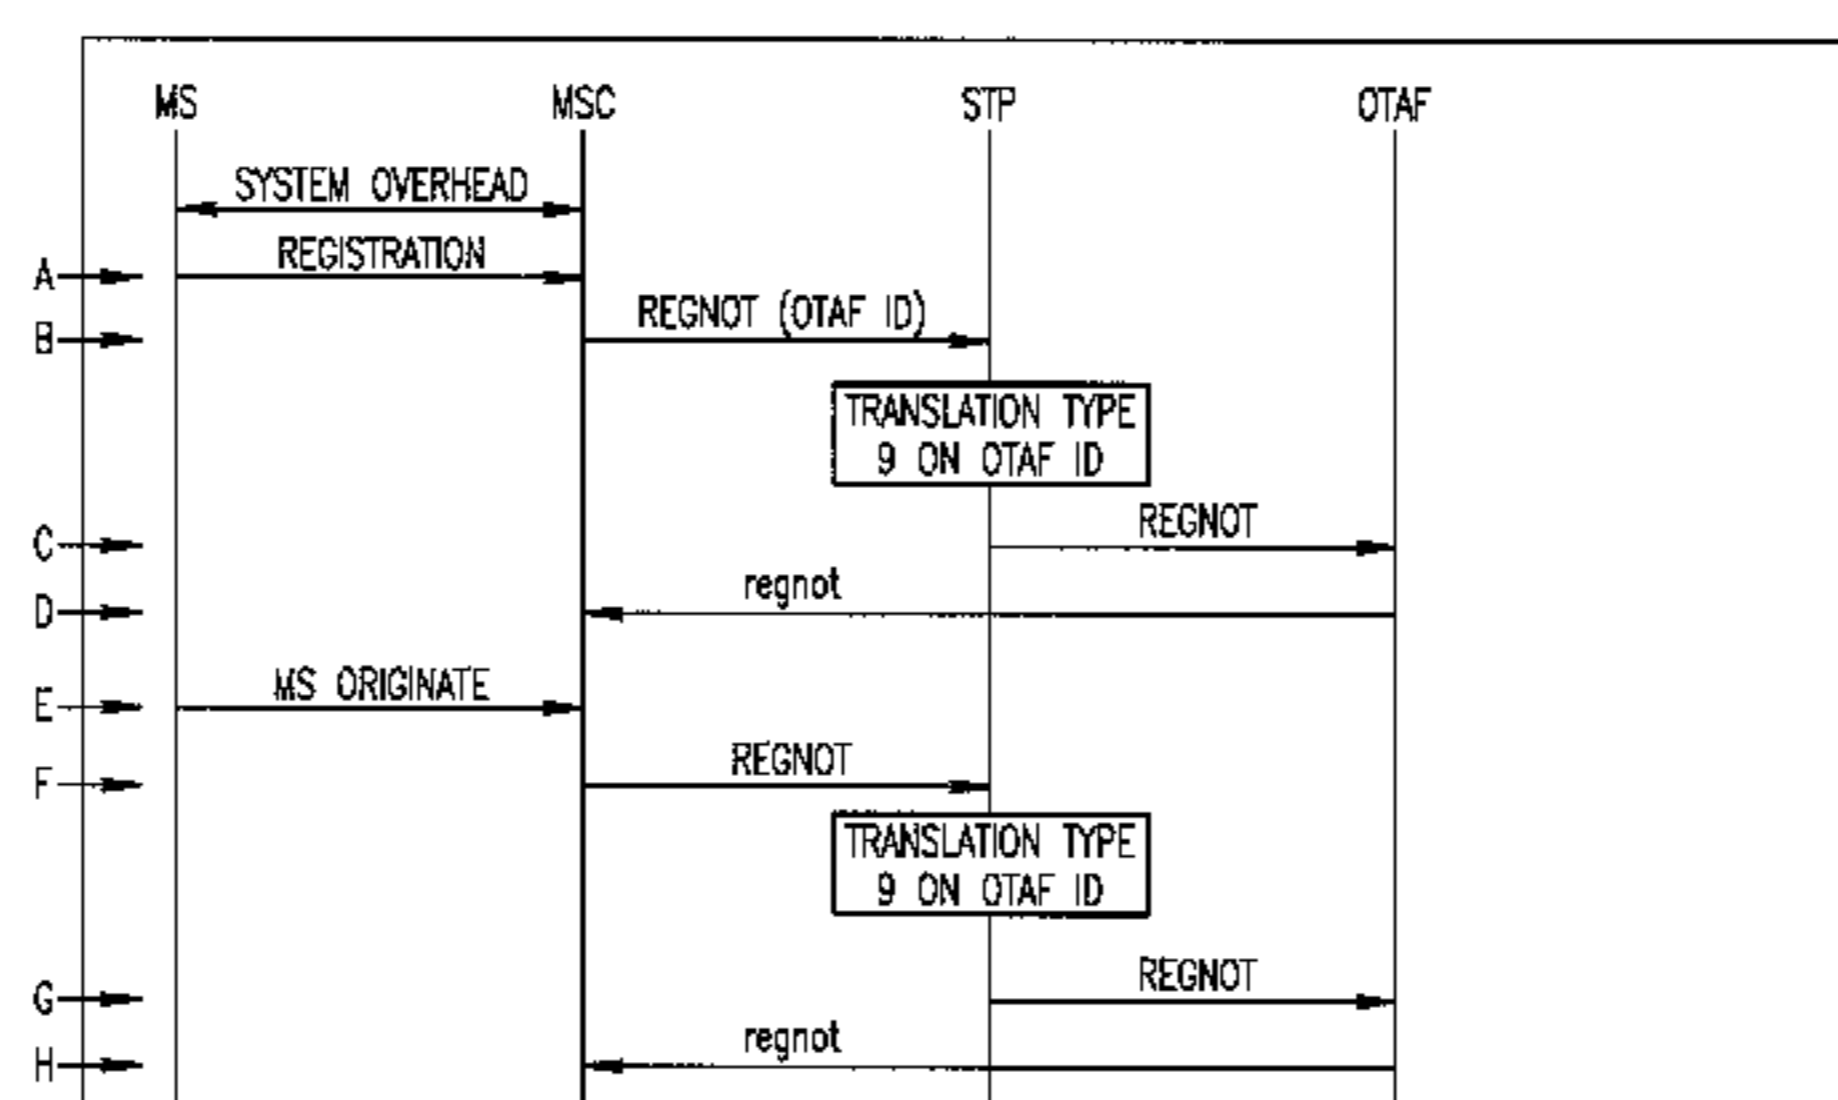 MS MSC STP OTAF
SYSTEM OVERHEAD
REGISTRATION
A
REGNOT (OTAF ID)
B
TRANSLATION TYPE
9 ON OTAF ID
REGNOT
C
regnot
D
MS ORIGINATE
E
REGNOT
F
TRANSLATION TYPE
9 ON OTAF ID
REGNOT
G
regnot
H